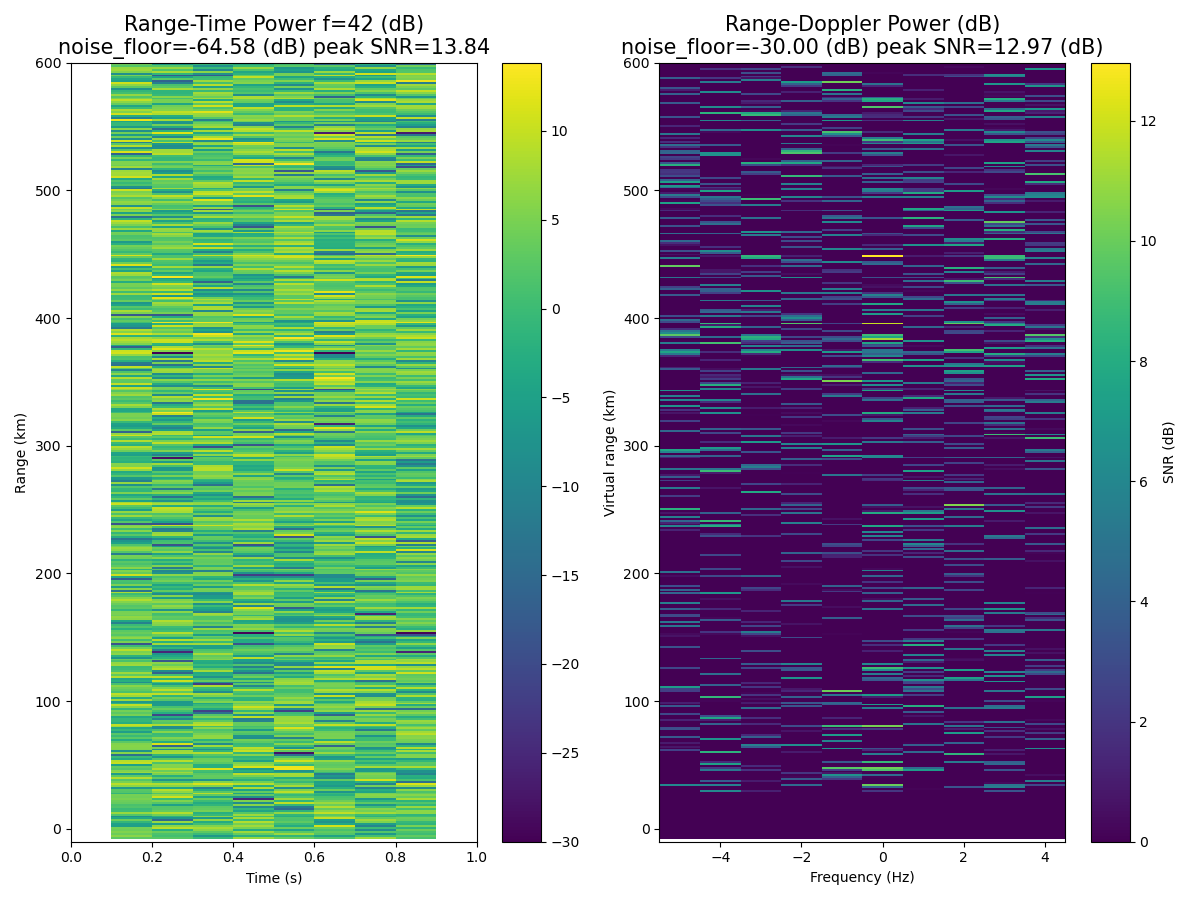 Range-Time Power f=42 (dB)
noise_floor=-64.58 (dB) peak SNR=13.84
Range (km)
600
500
400
300
200
100
0
0.0 0.2 0.4 0.6 0.8 1.0
Time (s)
10
5
0
−5
−10
−15
−20
−25
−30
Range-Doppler Power (dB)
noise_floor=-30.00 (dB) peak SNR=12.97 (dB)
Virtual range (km)
600
500
400
300
200
100
0
−4 −2 0 2 4
Frequency (Hz)
12
10
8
6
4
2
0
SNR (dB)